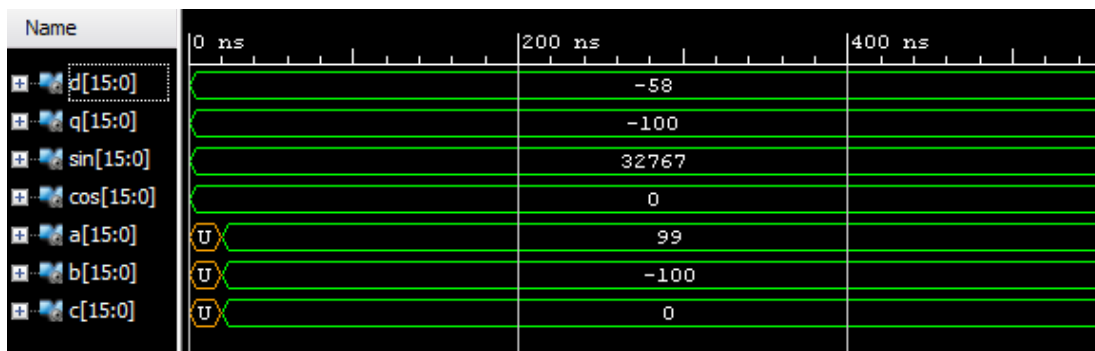 Name
0 ns 200 ns 400 ns
d[15:0] -58
q[15:0] -100
sin[15:0] 32767
cos[15:0] 0
a[15:0] U 99
b[15:0] U -100
c[15:0] U 0